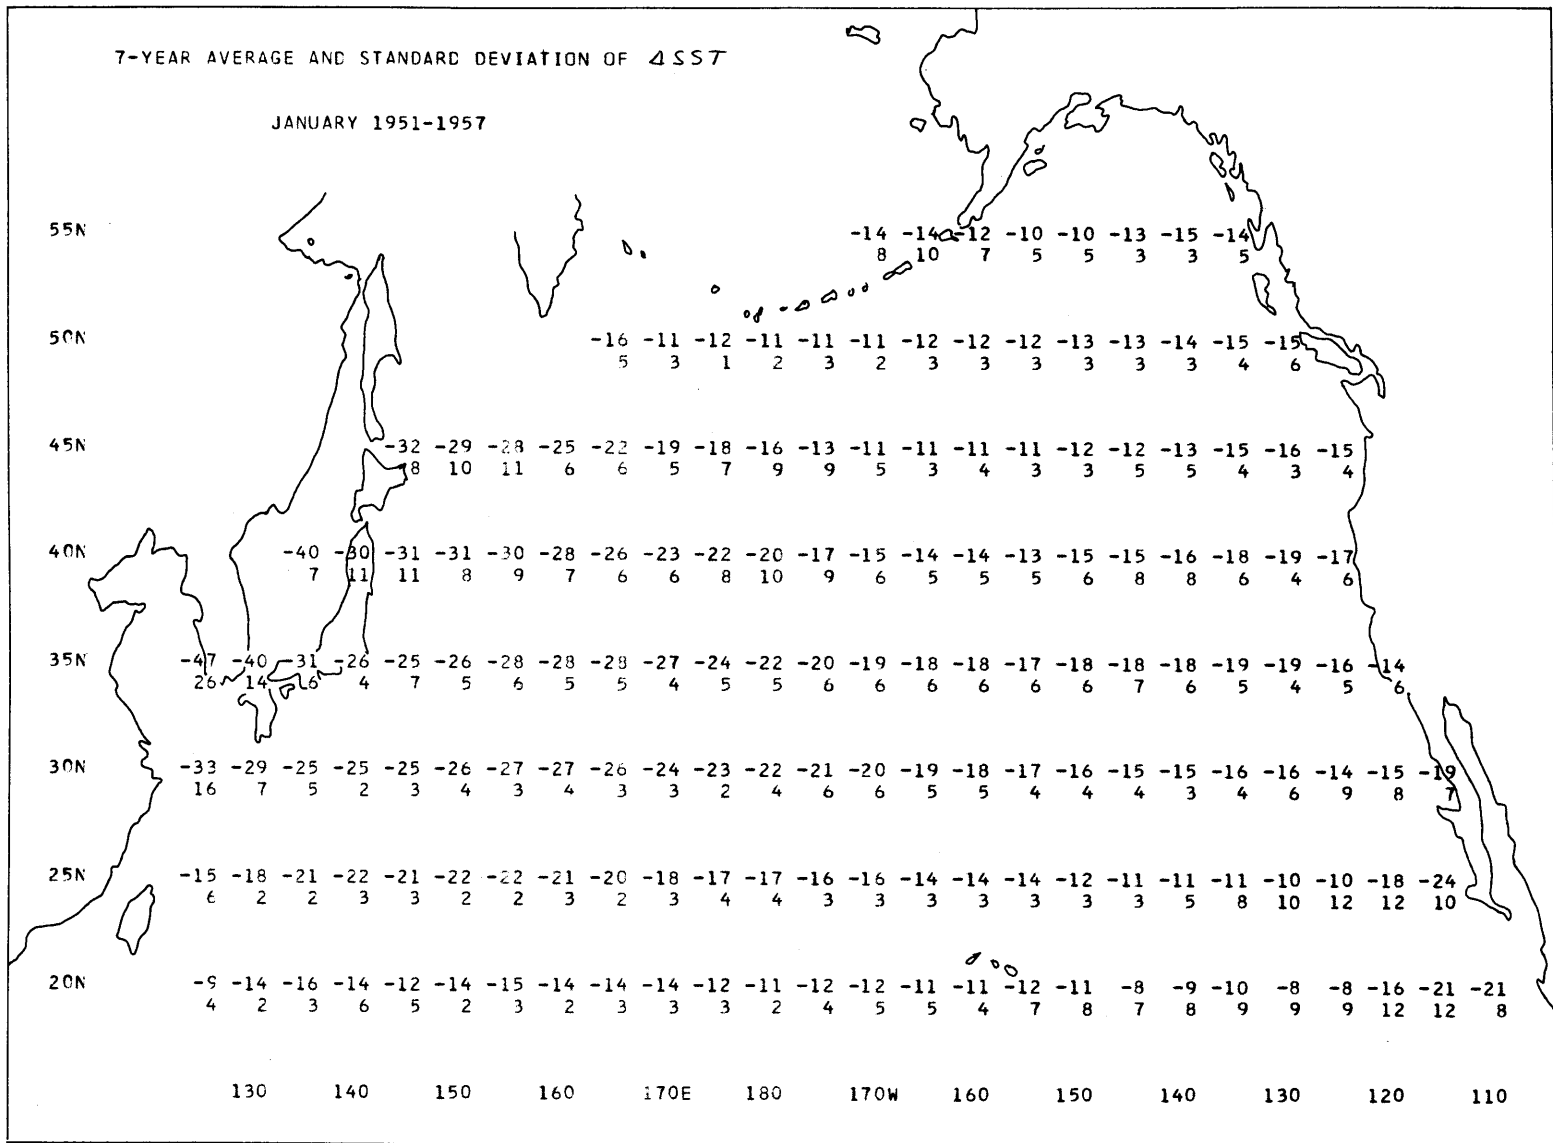 7-YEAR AVERAGE AND STANDARD DEVIATION OF ΔSST
JANUARY 1951-1957
55N -14 -14 -12 -10 -10 -13 -15 -14
8 10 7 5 5 3 3 5
50N -16 -11 -12 -11 -11 -11 -12 -12 -12 -13 -13 -14 -15 -15
5 3 1 2 3 2 3 3 3 3 3 3 4 6
45N -32 -29 -28 -25 -22 -19 -18 -16 -13 -11 -11 -11 -11 -12 -12 -13 -15 -16 -15
8 10 11 6 6 5 7 9 9 5 3 4 3 3 5 5 4 3 4
40N -40 -30 -31 -31 -30 -28 -26 -23 -22 -20 -17 -15 -14 -14 -13 -15 -15 -16 -18 -19 -17
7 11 11 8 9 7 6 6 8 10 9 6 5 5 5 6 8 8 6 4 6
35N -47 -40 -31 -26 -25 -26 -28 -28 -28 -27 -24 -22 -20 -19 -18 -18 -17 -18 -18 -18 -19 -19 -16 -14
26 14 16 4 7 5 6 5 5 4 5 5 6 6 6 6 6 6 7 6 5 4 5 6
30N -33 -29 -25 -25 -25 -26 -27 -27 -26 -24 -23 -22 -21 -20 -19 -18 -17 -16 -15 -15 -16 -16 -14 -15 -19
16 7 5 2 3 4 3 4 3 3 2 4 6 6 5 5 4 4 4 3 4 6 9 8 7
25N -15 -18 -21 -22 -21 -22 -22 -21 -20 -18 -17 -17 -16 -16 -14 -14 -14 -12 -11 -11 -11 -10 -10 -18 -24
6 2 2 3 3 2 2 3 2 3 4 4 3 3 3 3 3 3 3 5 8 10 12 12 10
20N -9 -14 -16 -14 -12 -14 -15 -14 -14 -14 -12 -11 -12 -12 -11 -11 -12 -11 -8 -9 -10 -8 -8 -16 -21 -21
4 2 3 6 5 2 3 2 3 3 3 2 4 5 5 4 7 8 7 8 9 9 9 12 12 8
130 140 150 160 170E 180 170W 160 150 140 130 120 110